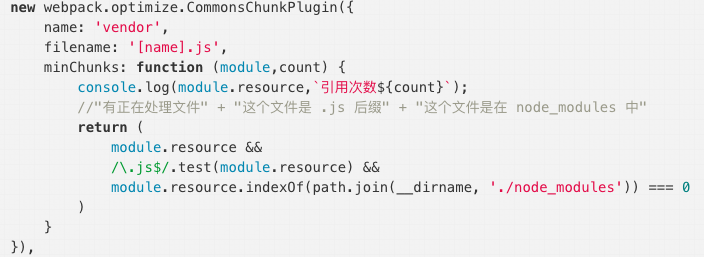 new webpack.optimize.CommonsChunkPlugin({
    name: 'vendor',
    filename: '[name].js',
    minChunks: function (module,count) {
        console.log(module.resource,`引用次数${count}`);
        //"有正在处理文件" + "这个文件是 .js 后缀" + "这个文件是在 node_modules 中"
        return (
            module.resource &&
            /\.js$/.test(module.resource) &&
            module.resource.indexOf(path.join(__dirname, './node_modules')) === 0
        )
    }
}),